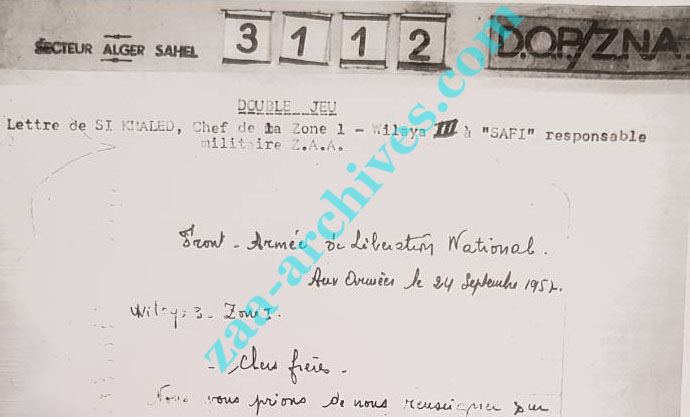 SECTEUR ALGER SAHEL 3 1 1 2 D.O.P/Z.N.A.
DOUBLE JEU
Lettre de SI KHALED, Chef de la Zone 1 - Wilaya III à "SAFI" responsable
militaire Z.A.A.
Front - Armée de Libération National.
Aux Armées le 24 Septembre 195
Wilaya 3 - Zone I.
- Chers frères -
Nous vous prions de nous renseigner sur
zaa-archives.com